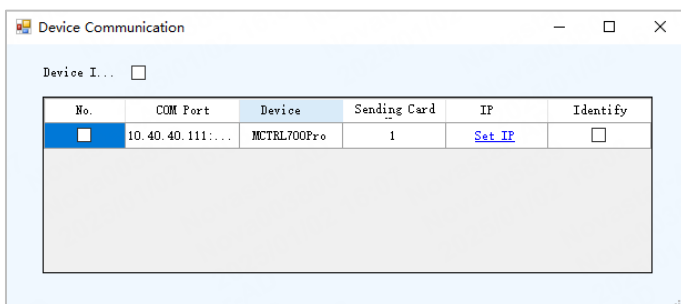 Device Communication
Device I...
No. COM Port Device Sending Card IP Identify
10.40.40.111:... MCTRL700Pro 1 Set IP